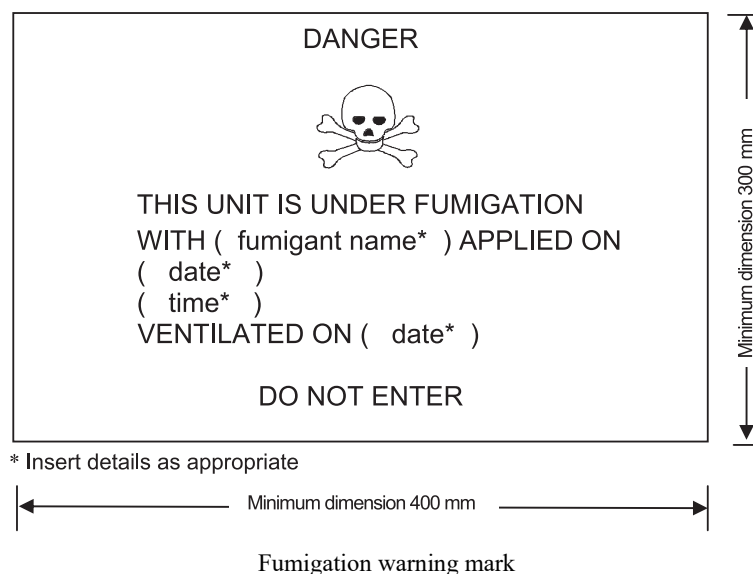 DANGER
THIS UNIT IS UNDER FUMIGATION
WITH ( fumigant name* ) APPLIED ON
( date* )
( time* )
VENTILATED ON ( date* )
DO NOT ENTER
Minimum dimension 300 mm
* Insert details as appropriate
Minimum dimension 400 mm
Fumigation warning mark